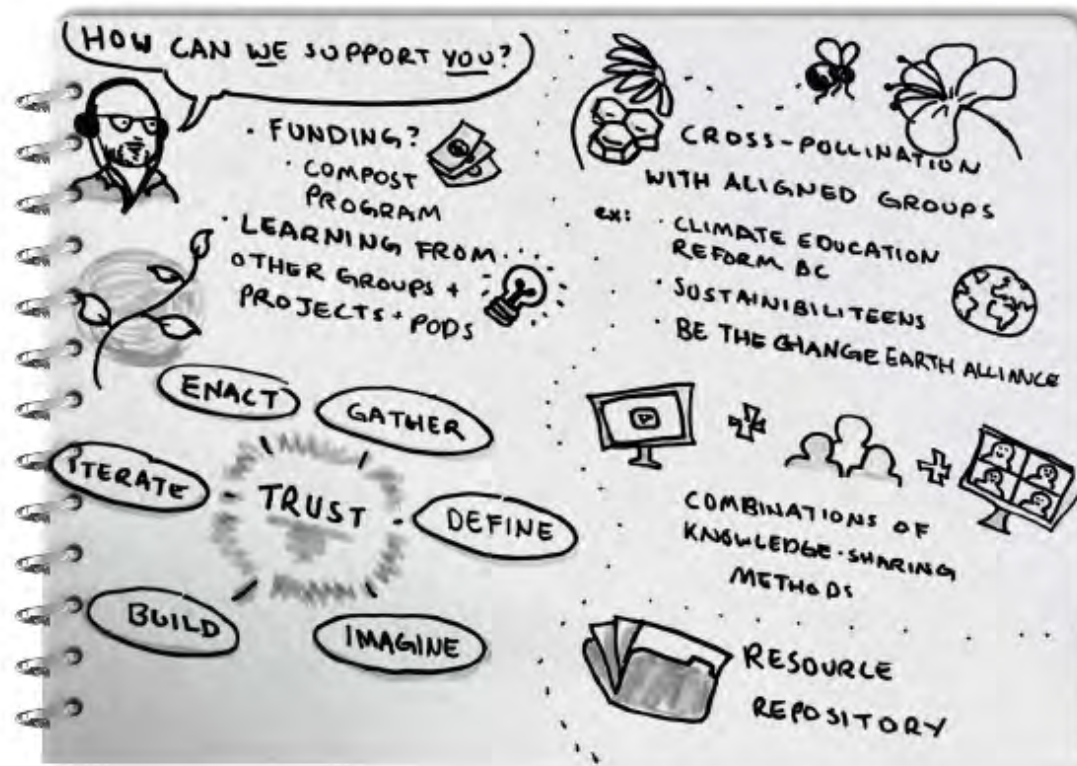 HOW CAN WE SUPPORT YOU?
· FUNDING?
· COMPOST
PROGRAM
· LEARNING FROM
OTHER GROUPS +
PROJECTS + PODS
ENACT
GATHER
ITERATE
TRUST
DEFINE
BUILD
IMAGINE
CROSS-POLLINATION
WITH ALIGNED GROUPS
ex: · CLIMATE EDUCATION
REFORM BC
· SUSTAINIBILITEENS
· BE THE CHANGE EARTH ALLIANCE
COMBINATIONS OF
KNOWLEDGE-SHARING
METHODS
RESOURCE
REPOSITORY